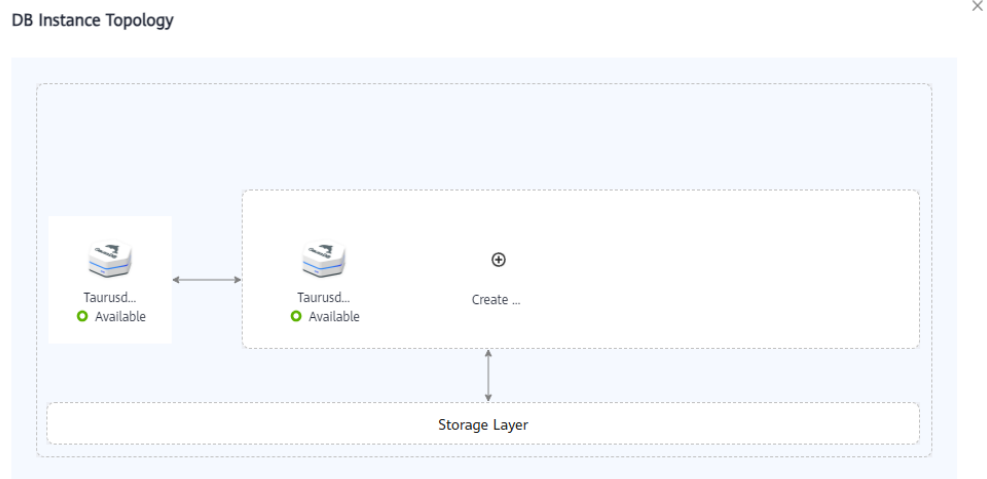 DB Instance Topology
Taurusd...
Available
Taurusd...
Available
Create ...
Storage Layer